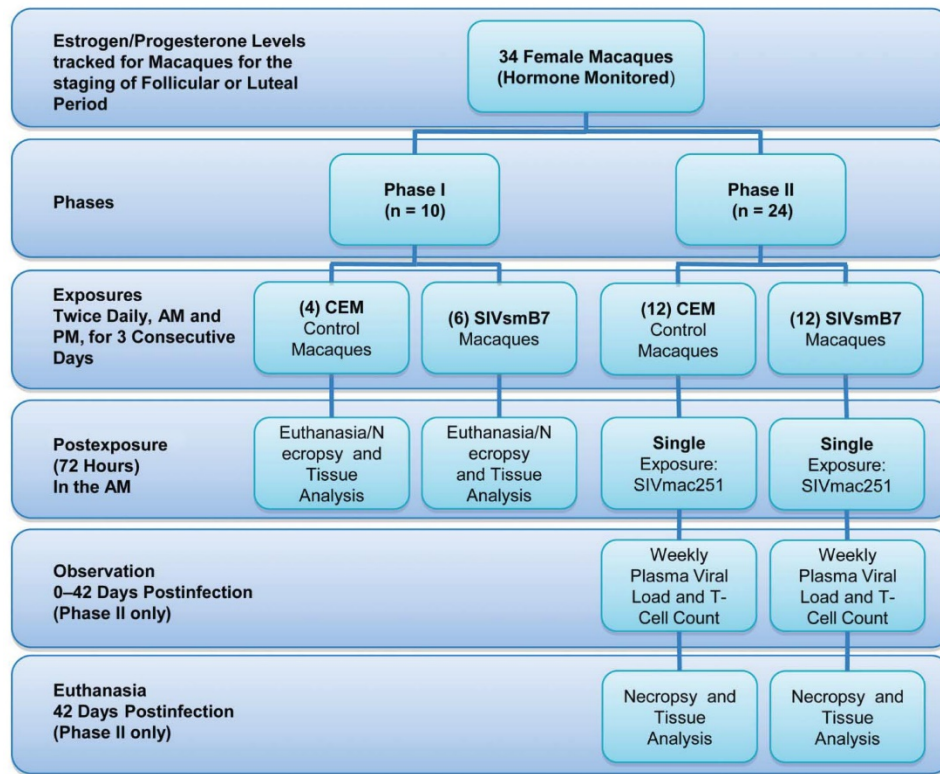 Estrogen/Progesterone Levels
tracked for Macaques for the
staging of Follicular or Luteal
Period
34 Female Macaques
(Hormone Monitored)
Phases
Phase I
(n = 10)
Phase II
(n = 24)
Exposures
Twice Daily, AM and
PM, for 3 Consecutive
Days
(4) CEM
Control
Macaques
(6) SIVsmB7
Macaques
(12) CEM
Control
Macaques
(12) SIVsmB7
Macaques
Postexposure
(72 Hours)
In the AM
Euthanasia/N
ecropsy and
Tissue
Analysis
Euthanasia/N
ecropsy
and Tissue
Analysis
Single
Exposure:
SIVmac251
Single
Exposure:
SIVmac251
Observation
0–42 Days Postinfection
(Phase II only)
Weekly
Plasma Viral
Load and T-
Cell Count
Weekly
Plasma Viral
Load and T-
Cell Count
Euthanasia
42 Days Postinfection
(Phase II only)
Necropsy and
Tissue
Analysis
Necropsy and
Tissue
Analysis